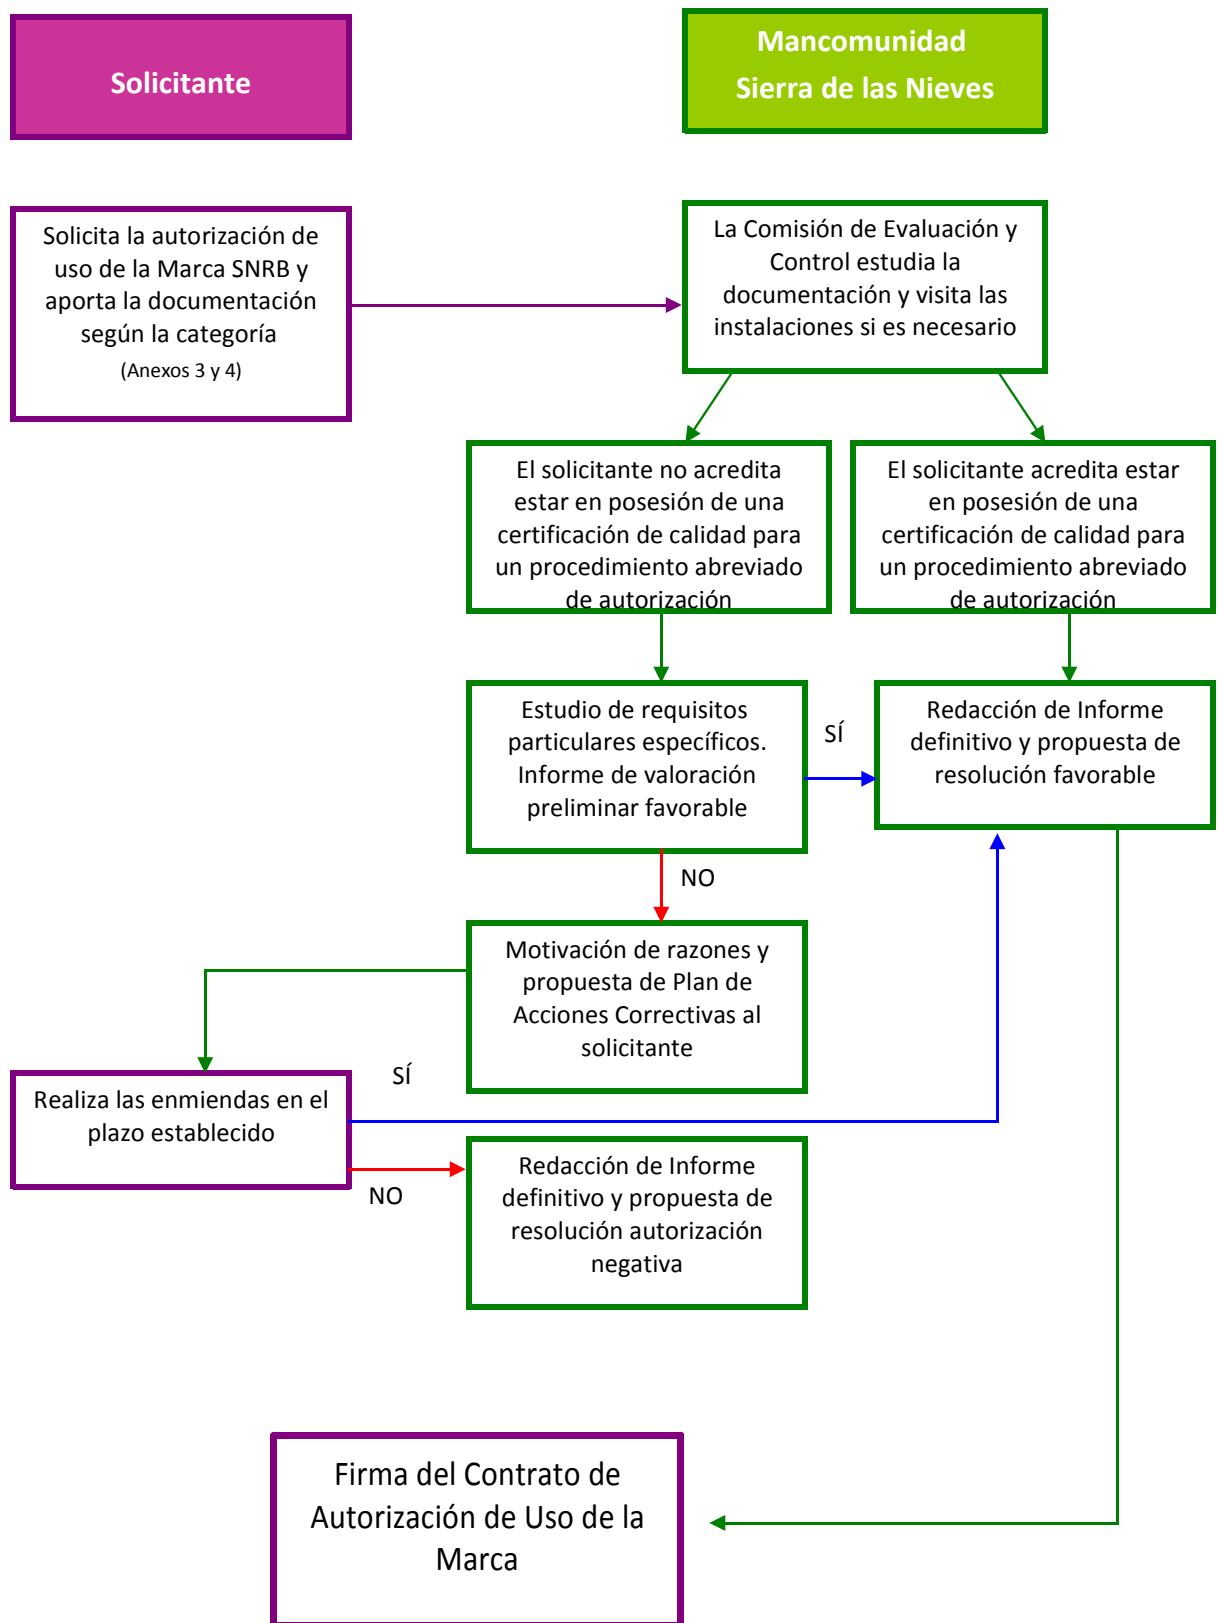 Solicitante
Mancomunidad
Sierra de las Nieves
Solicita la autorización de
uso de la Marca SNRB y
aporta la documentación
según la categoría
(Anexos 3 y 4)
La Comisión de Evaluación y
Control estudia la
documentación y visita las
instalaciones si es necesario
El solicitante no acredita
estar en posesión de una
certificación de calidad para
un procedimiento abreviado
de autorización
El solicitante acredita estar
en posesión de una
certificación de calidad para
un procedimiento abreviado
de autorización
Estudio de requisitos
particulares específicos.
Informe de valoración
preliminar favorable
SÍ
Redacción de Informe
definitivo y propuesta de
resolución favorable
NO
Motivación de razones y
propuesta de Plan de
Acciones Correctivas al
solicitante
SÍ
Realiza las enmiendas en el
plazo establecido
NO
Redacción de Informe
definitivo y propuesta de
resolución autorización
negativa
Firma del Contrato de
Autorización de Uso de la
Marca